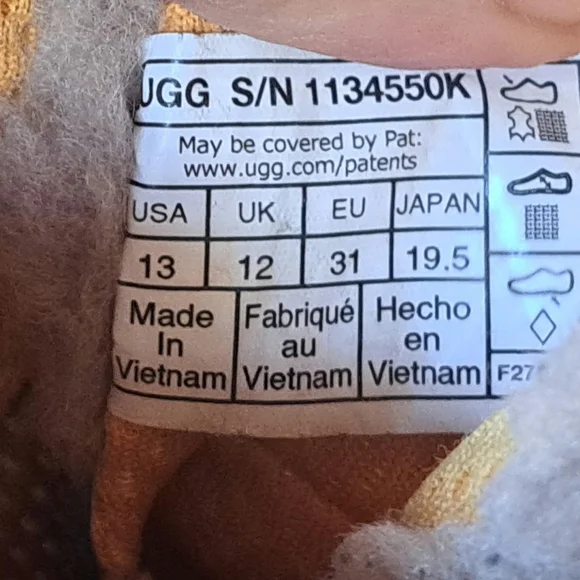 UGG S/N 1134550K
May be covered by Pat:
www.ugg.com/patents
USA UK EU JAPAN
13 12 31 19.5
Made In Vietnam
Fabriqué au Vietnam
Hecho en Vietnam